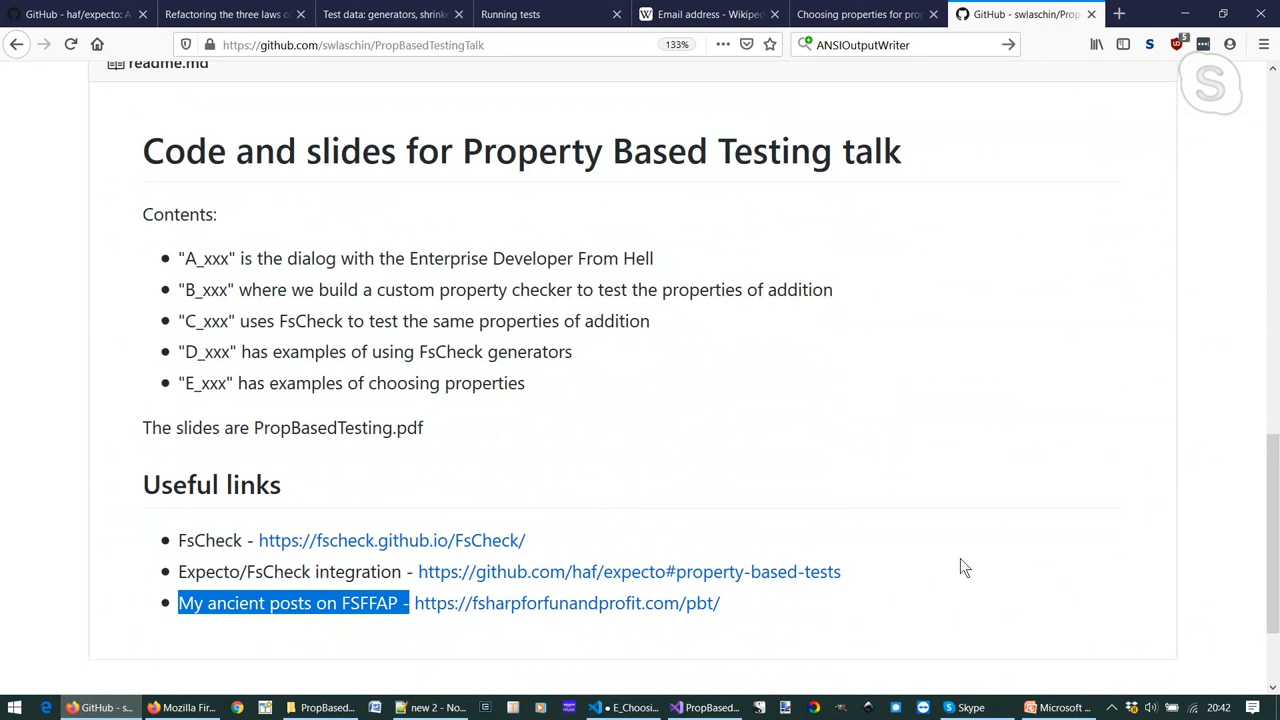 GitHub - haf/expecto: A
Refactoring the three laws o
Test data: generators, shrinke
Running tests
Email address - Wikipe
Choosing properties for pro
GitHub - swlaschin/Prop
https://github.com/swlaschin/PropBasedTestingTalk
133%
ANSIOutputWriter
readme.md
Code and slides for Property Based Testing talk
Contents:
"A_xxx" is the dialog with the Enterprise Developer From Hell
"B_xxx" where we build a custom property checker to test the properties of addition
"C_xxx" uses FsCheck to test the same properties of addition
"D_xxx" has examples of using FsCheck generators
"E_xxx" has examples of choosing properties
The slides are PropBasedTesting.pdf
Useful links
FsCheck - https://fscheck.github.io/FsCheck/
Expecto/FsCheck integration - https://github.com/haf/expecto#property-based-tests
My ancient posts on FSFFAP - https://fsharpforfunandprofit.com/pbt/
GitHub - s...
Mozilla Fir...
PropBased...
new 2 - No...
E_Choosi...
PropBased...
Skype
Microsoft ...
20:42